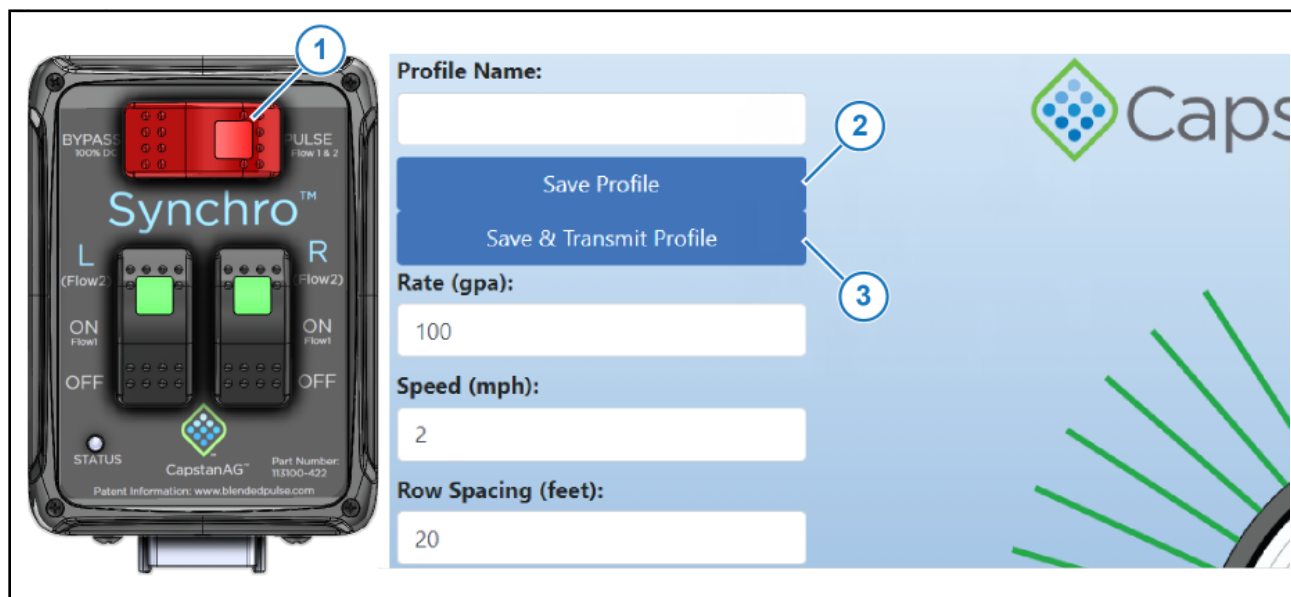 1
BYPASS
100% DC
PULSE
Flow 1 & 2
Synchro™
L
(Flow2)
R
(Flow2)
ON
Flow1
ON
Flow1
OFF
OFF
STATUS
CapstanAG™
Part Number:
113100-422
Patent Information: www.blendedpulse.com
Profile Name:
2
Save Profile
Save & Transmit Profile
3
Rate (gpa):
100
Speed (mph):
2
Row Spacing (feet):
20
Caps